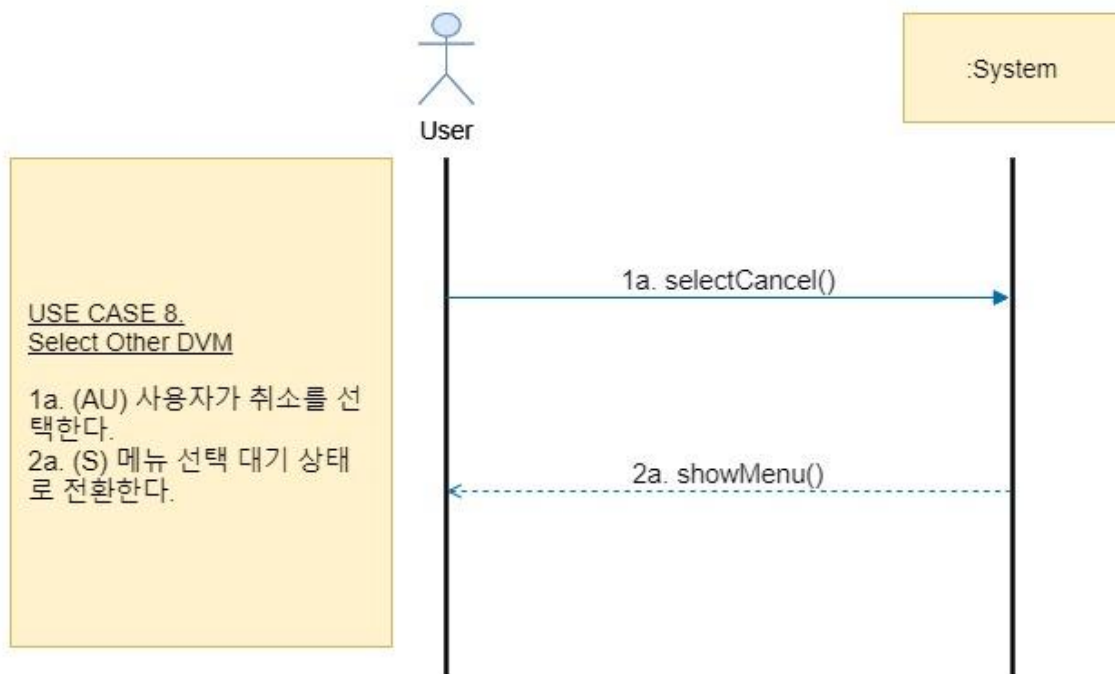 User
:System
1a. selectCancel()
USE CASE 8.
Select Other DVM
1a. (AU) 사용자가 취소를 선
택한다.
2a. (S) 메뉴 선택 대기 상태
로 전환한다.
2a. showMenu()